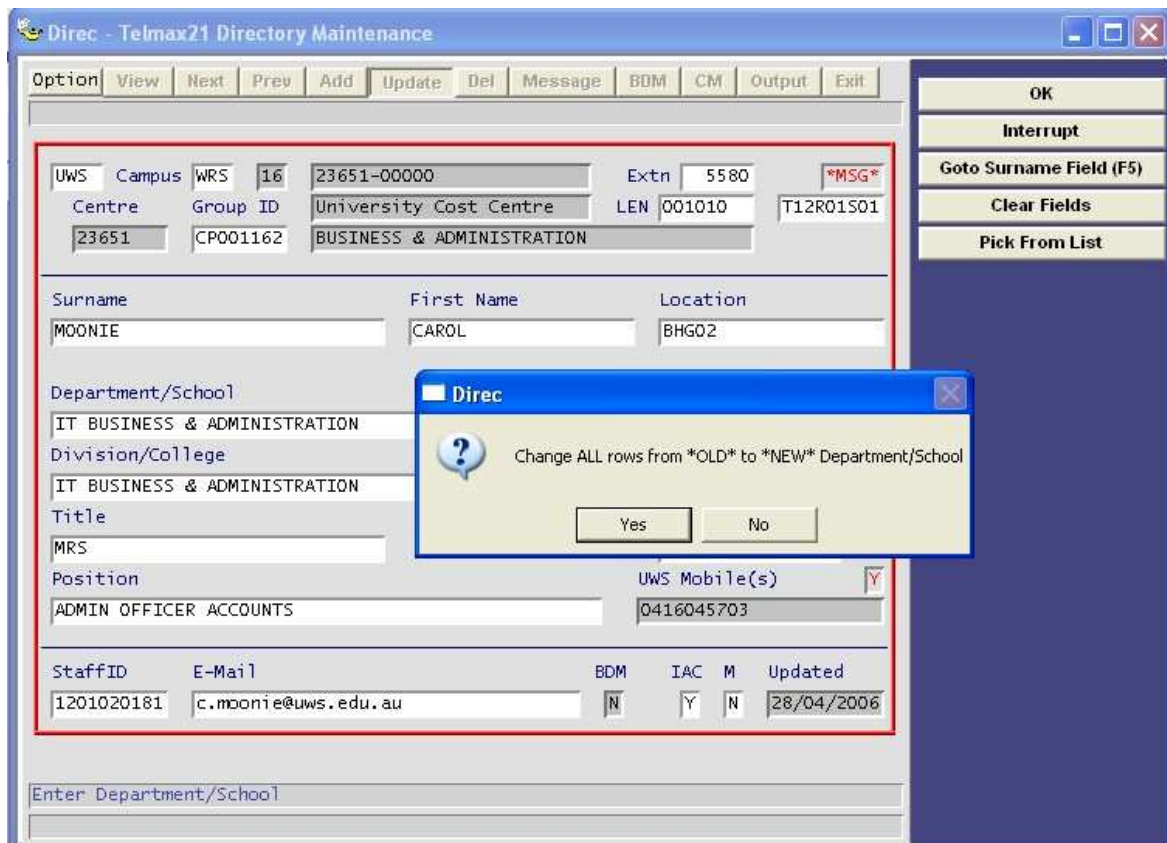 Direc - Telmax21 Directory Maintenance
Option View Next Prev Add Update Del Message BDM CM Output Exit
OK
Interrupt
Goto Surname Field (F5)
Clear Fields
Pick From List
UWS Campus WRS 16 23651-00000 Extn 5580 *MSG*
Centre Group ID University Cost Centre LEN 001010 T12R01S01
23651 CP001162 BUSINESS & ADMINISTRATION
Surname First Name Location
MOONIE CAROL BHG02
Department/School
IT BUSINESS & ADMINISTRATION
Division/College
IT BUSINESS & ADMINISTRATION
Title
MRS
Direc
Change ALL rows from *OLD* to *NEW* Department/School
Yes No
Position UWS Mobile(s) Y
ADMIN OFFICER ACCOUNTS 0416045703
StaffID E-Mail BDM IAC M Updated
1201020181 c.moonie@uws.edu.au N Y N 28/04/2006
Enter Department/School